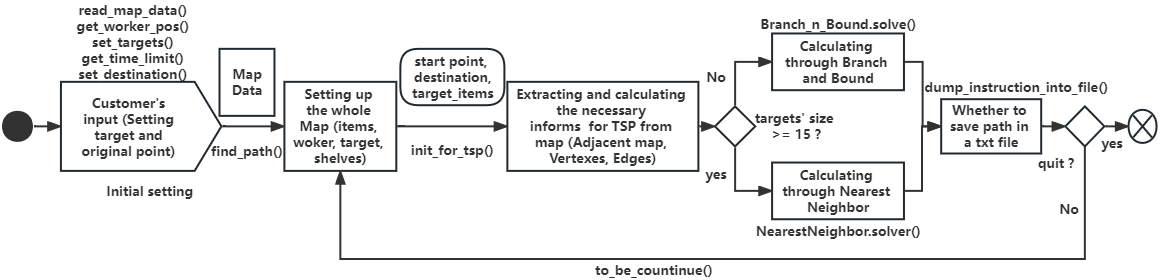 read_map_data()
get_worker_pos()
set_targets()
get_time_limit()
set_destination()
Customer's
input (Setting
target and
original point)
Initial setting
Map
Data
find_path()
Setting up
the whole
Map (items,
woker, target,
shelves)
start point,
destination,
target_items
init_for_tsp()
Extracting and calculating
the necessary
informs for TSP from
map (Adjacent map,
Vertexes, Edges)
No
yes
targets' size
>= 15 ?
Branch_n_Bound.solve()
Calculating
through Branch
and Bound
Calculating
through Nearest
Neighbor
NearestNeighbor.solver()
dump_instruction_into_file()
Whether to
save path in
a txt file
quit ?
yes
No
to_be_countinue()